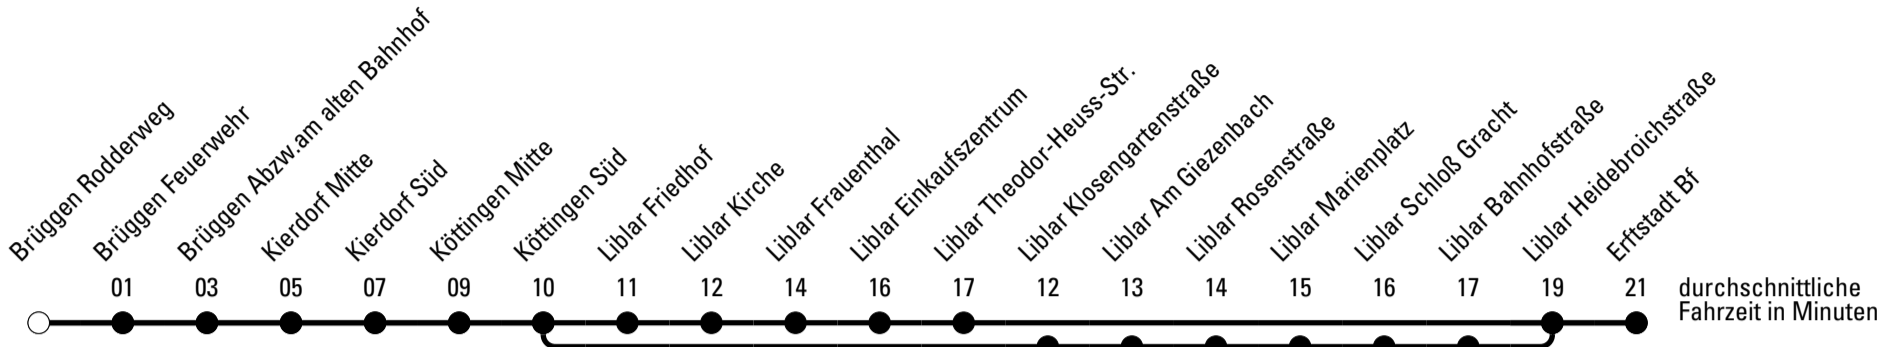 Brüggen Rodderweg
Brüggen Feuerwehr
Brüggen Abzw.am alten Bahnhof
Kierdorf Mitte
Kierdorf Süd
Köttingen Mitte
Köttingen Süd
Liblar Friedhof
Liblar Kirche
Liblar Frauenthal
Liblar Einkaufszentrum
Liblar Theodor-Heuss-Str.
Liblar Klosengartenstraße
Liblar Am Giezenbach
Liblar Rosenstraße
Liblar Marienplatz
Liblar Schloß Gracht
Liblar Bahnhofstraße
Liblar Heidebroichstraße
Erftstadt Bf
01 03 05 07 09 10 11 12 14 16 17 12 13 14 15 16 17 19 21
durchschnittliche
Fahrzeit in Minuten